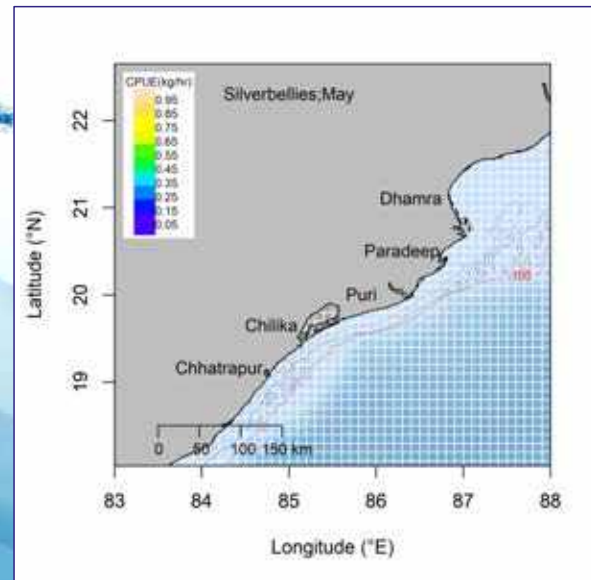 CPUE(kg/hr)
0.95
0.85
0.75
0.65
0.55
0.45
0.35
0.25
0.15
0.05
Silverbellies;May
Dhamra
Paradeep
Puri
Chilika
Chhatrapur
100
0 50 100 150 km
22
21
20
19
Latitude (°N)
83 84 85 86 87 88
Longitude (°E)